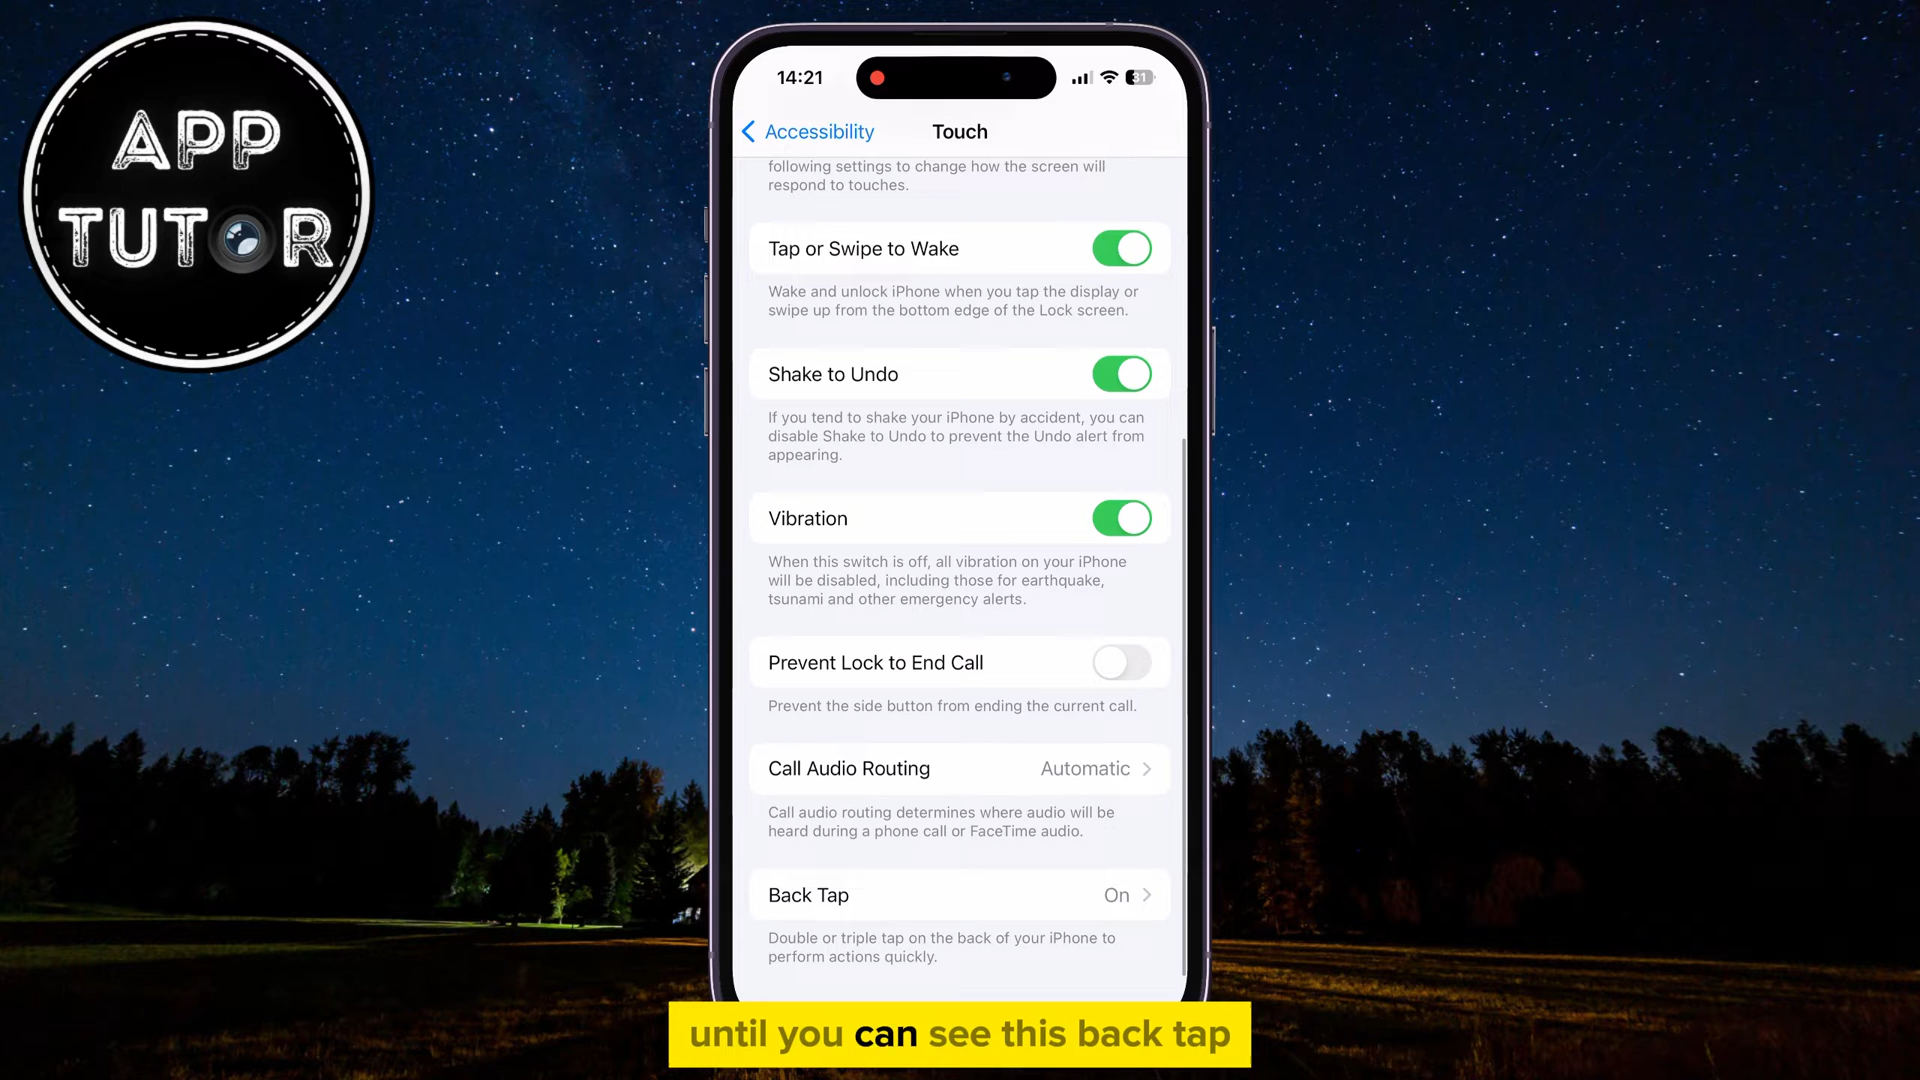 APP
TUTOR
14:21
31
Accessibility
Touch
following settings to change how the screen will
respond to touches.
Tap or Swipe to Wake
Wake and unlock iPhone when you tap the display or
swipe up from the bottom edge of the Lock screen.
Shake to Undo
If you tend to shake your iPhone by accident, you can
disable Shake to Undo to prevent the Undo alert from
appearing.
Vibration
When this switch is off, all vibration on your iPhone
will be disabled, including those for earthquake,
tsunami and other emergency alerts.
Prevent Lock to End Call
Prevent the side button from ending the current call.
Call Audio Routing Automatic
Call audio routing determines where audio will be
heard during a phone call or FaceTime audio.
Back Tap On
Double or triple tap on the back of your iPhone to
perform actions quickly.
until you can see this back tap